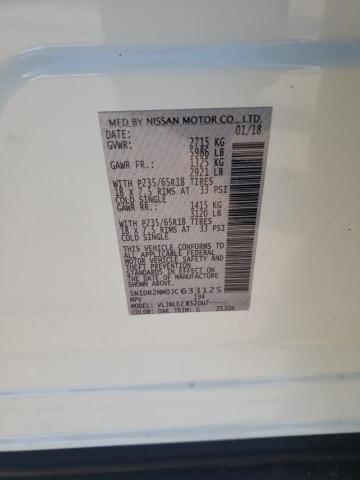 MFD BY NISSAN MOTOR CO., LTD.
DATE: 01/18
GVWR: 2715 KG
5986 LB
GAWR FR.: 1325 KG
2921 LB
WITH P235/65R18 TIRES
18 X 7.5 RIMS AT 33 PSI
COLD SINGLE
GAWR RR.: 1415 KG
3120 LB
WITH P235/65R18 TIRES
18 X 7.5 RIMS AT 33 PSI
COLD SINGLE
THIS VEHICLE CONFORMS TO ALL
APPLICABLE FEDERAL
MOTOR VEHICLE SAFETY AND
THEFT PREVENTION
STANDARDS IN EFFECT ON THE
DATE OF MANUFACTURE
SHOWN ABOVE.
5N1DR2MM0JC633125
MPV 194
MODEL:
COLOR: QAK TRIM: G